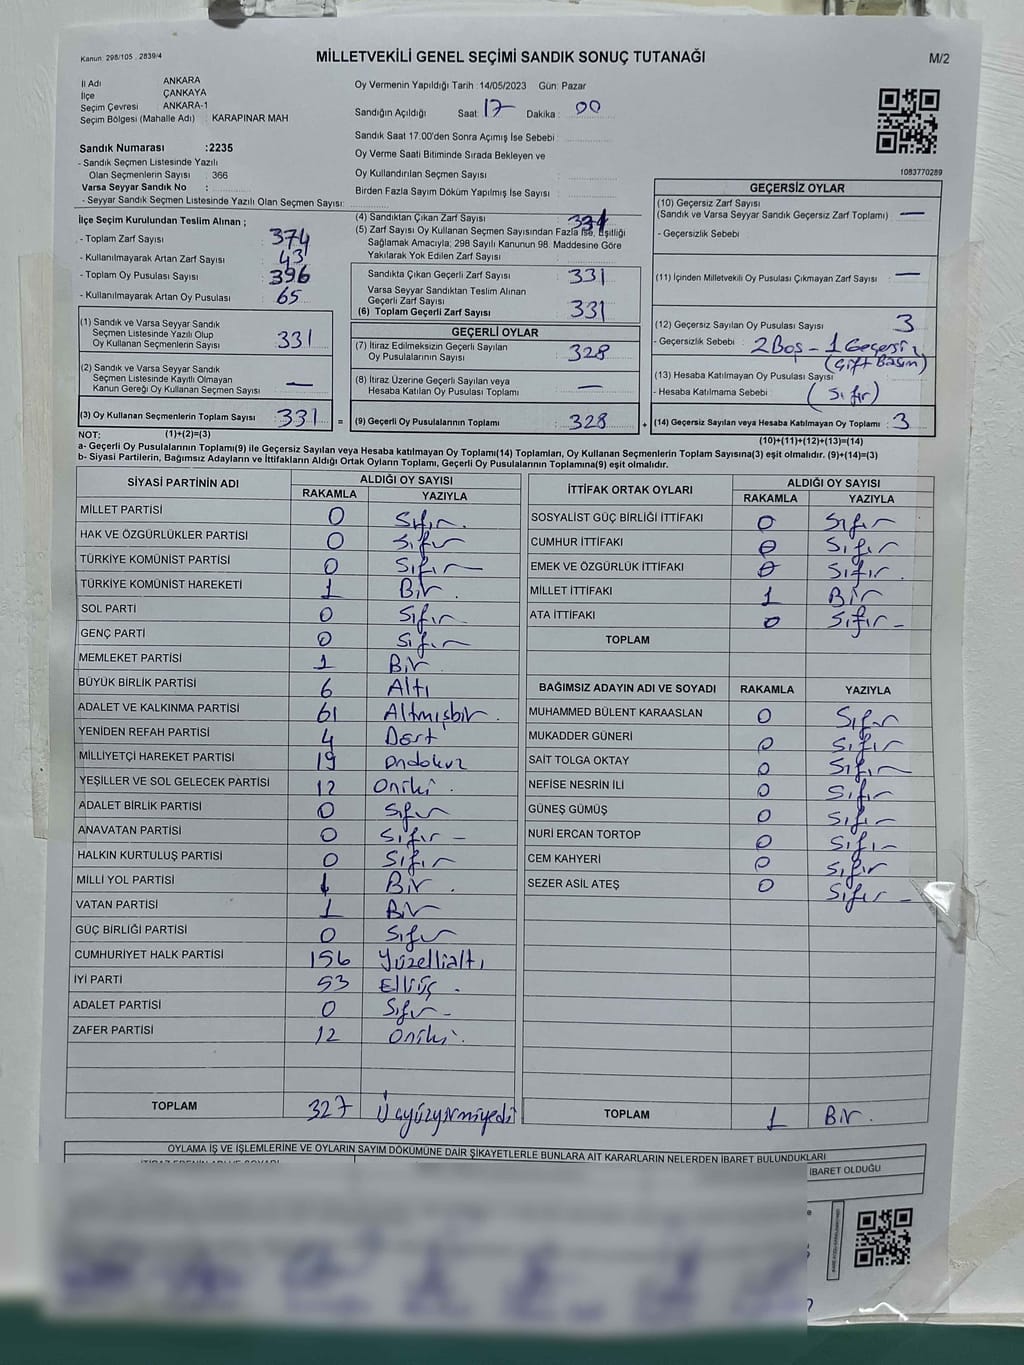 Kanun. 298/105 , 2839/4
MİLLETVEKİLİ GENEL SEÇİMİ SANDIK SONUÇ TUTANAĞI
M/2
İl Adı ANKARA
İlçe ÇANKAYA
Seçim Çevresi ANKARA-1
Seçim Bölgesi (Mahalle Adı) : KARAPINAR MAH
Sandık Numarası :2235
- Sandık Seçmen Listesinde Yazılı
Olan Seçmenlerin Sayısı : 366
Varsa Seyyar Sandık No :
- Seyyar Sandık Seçmen Listesinde Yazılı Olan Seçmen Sayısı:
Oy Vermenin Yapıldığı Tarih :14/05/2023 Gün: Pazar
Sandığın Açıldığı Saat: 17 Dakika : 00
Sandık Saat 17.00'den Sonra Açımış İse Sebebi :
Oy Verme Saati Bitiminde Sırada Bekleyen ve
Oy Kullandırılan Seçmen Sayısı :
Birden Fazla Sayım Döküm Yapılmış İse Sayısı :
1083770289
İlçe Seçim Kurulundan Teslim Alınan ;
- Toplam Zarf Sayısı : 374
- Kullanılmayarak Artan Zarf Sayısı : 43
- Toplam Oy Pusulası Sayısı : 396
- Kullanılmayarak Artan Oy Pusulası : 65
(4) Sandıktan Çıkan Zarf Sayısı : 331
(5) Zarf Sayısı Oy Kullanan Seçmen Sayısından Fazla İse, Eşitliği
Sağlamak Amacıyla; 298 Sayılı Kanunun 98. Maddesine Göre
Yakılarak Yok Edilen Zarf Sayısı :
Sandıkta Çıkan Geçerli Zarf Sayısı : 331
Varsa Seyyar Sandıktan Teslim Alınan
Geçerli Zarf Sayısı :
(6) Toplam Geçerli Zarf Sayısı : 331
GEÇERSİZ OYLAR
(10) Geçersiz Zarf Sayısı
(Sandık ve Varsa Seyyar Sandık Geçersiz Zarf Toplamı) : —
- Geçersizlik Sebebi :
(11) İçinden Milletvekili Oy Pusulası Çıkmayan Zarf Sayısı : —
(12) Geçersiz Sayılan Oy Pusulası Sayısı : 3
- Geçersizlik Sebebi : 2 Boş - 1 Geçersiz
(Çift Basım)
(13) Hesaba Katılmayan Oy Pusulası Sayısı
- Hesaba Katılmama Sebebi : (Sıfır)
(14) Geçersiz Sayılan veya Hesaba Katılmayan Oy Toplamı : 3
(10)+(11)+(12)+(13)=(14)
(1) Sandık ve Varsa Seyyar Sandık
Seçmen Listesinde Yazılı Olup
Oy Kullanan Seçmenlerin Sayısı : 331
(2) Sandık ve Varsa Seyyar Sandık
Seçmen Listesinde Kayıtlı Olmayan
Kanun Gereği Oy Kullanan Seçmen Sayısı : —
(3) Oy Kullanan Seçmenlerin Toplam Sayısı : 331 =
(1)+(2)=(3)
GEÇERLİ OYLAR
(7) İtiraz Edilmeksizin Geçerli Sayılan
Oy Pusulalarının Sayısı : 328
(8) İtiraz Üzerine Geçerli Sayılan veya
Hesaba Katılan Oy Pusulası Toplamı : —
(9) Geçerli Oy Pusulalarının Toplamı : 328 +
NOT:
a- Geçerli Oy Pusulalarının Toplamı(9) ile Geçersiz Sayılan veya Hesaba Katılmayan Oy Toplamı(14) Toplamları, Oy Kullanan Seçmenlerin Toplam Sayısına(3) eşit olmalıdır. (9)+(14)=(3)
b- Siyasi Partilerin, Bağımsız Adayların ve İttifakların Aldığı Ortak Oyların Toplamı, Geçerli Oy Pusulalarının Toplamına(9) eşit olmalıdır.
SİYASİ PARTİNİN ADI ALDIĞI OY SAYISI
RAKAMLA YAZIYLA
MİLLET PARTİSİ 0 Sıfır.
HAK VE ÖZGÜRLÜKLER PARTİSİ 0 Sıfır
TÜRKİYE KOMÜNİST PARTİSİ 0 Sıfır
TÜRKİYE KOMÜNİST HAREKETİ 1 Bir.
SOL PARTİ 0 Sıfır
GENÇ PARTİ 0 Sıfır
MEMLEKET PARTİSİ 1 Bir.
BÜYÜK BİRLİK PARTİSİ 6 Altı
ADALET VE KALKINMA PARTİSİ 61 Altmışbir.
YENİDEN REFAH PARTİSİ 4 Dört
MİLLİYETÇİ HAREKET PARTİSİ 19 Ondokuz
YEŞİLLER VE SOL GELECEK PARTİSİ 12 Oniki.
ADALET BİRLİK PARTİSİ 0 Sıfır
ANAVATAN PARTİSİ 0 Sıfır -
HALKIN KURTULUŞ PARTİSİ 0 Sıfır
MİLLİ YOL PARTİSİ 1 Bir.
VATAN PARTİSİ 1 Bir
GÜÇ BİRLİĞİ PARTİSİ 0 Sıfır
CUMHURİYET HALK PARTİSİ 156 Yüzellialtı
İYİ PARTİ 53 Elliüç.
ADALET PARTİSİ 0 Sıfır -
ZAFER PARTİSİ 12 Oniki.
TOPLAM 327 Üçyüzyirmiyedi
İTTİFAK ORTAK OYLARI ALDIĞI OY SAYISI
RAKAMLA YAZIYLA
SOSYALİST GÜÇ BİRLİĞİ İTTİFAKI 0 Sıfır
CUMHUR İTTİFAKI 0 Sıfır
EMEK VE ÖZGÜRLÜK İTTİFAKI 0 Sıfır.
MİLLET İTTİFAKI 1 Bir
ATA İTTİFAKI 0 Sıfır -
TOPLAM
BAĞIMSIZ ADAYIN ADI VE SOYADI RAKAMLA YAZIYLA
MUHAMMED BÜLENT KARAASLAN 0 Sıfır
MUKADDER GÜNERİ 0 Sıfır
SAİT TOLGA OKTAY 0 Sıfır
NEFİSE NESRİN İLİ 0 Sıfır
GÜNEŞ GÜMÜŞ 0 Sıfır
NURİ ERCAN TORTOP 0 Sıfır
CEM KAHYERİ 0 Sıfır
SEZER ASİL ATEŞ 0 Sıfır -
TOPLAM 1 Bir.
OYLAMA İŞ VE İŞLEMLERİNE VE OYLARIN SAYIM DÖKÜMÜNE DAİR ŞİKAYETLERLE BUNLARA AİT KARARLARIN NELERDEN İBARET BULUNDUKLARI
İBARET OLDUĞU